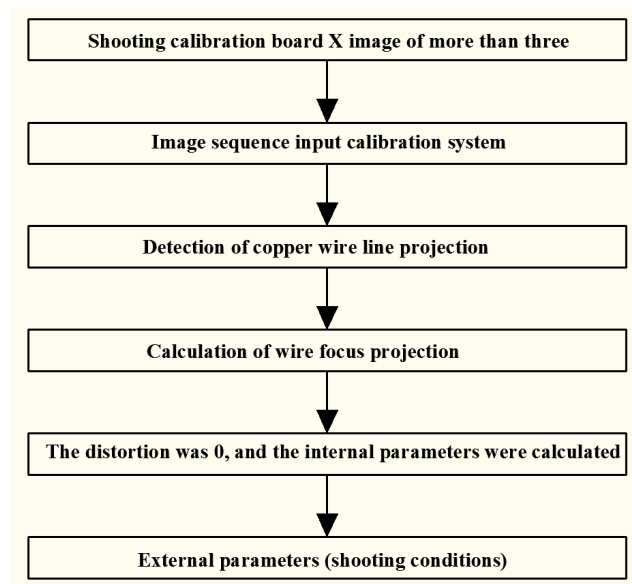 Shooting calibration board X image of more than three
Image sequence input calibration system
Detection of copper wire line projection
Calculation of wire focus projection
The distortion was 0, and the internal parameters were calculated
External parameters (shooting conditions)